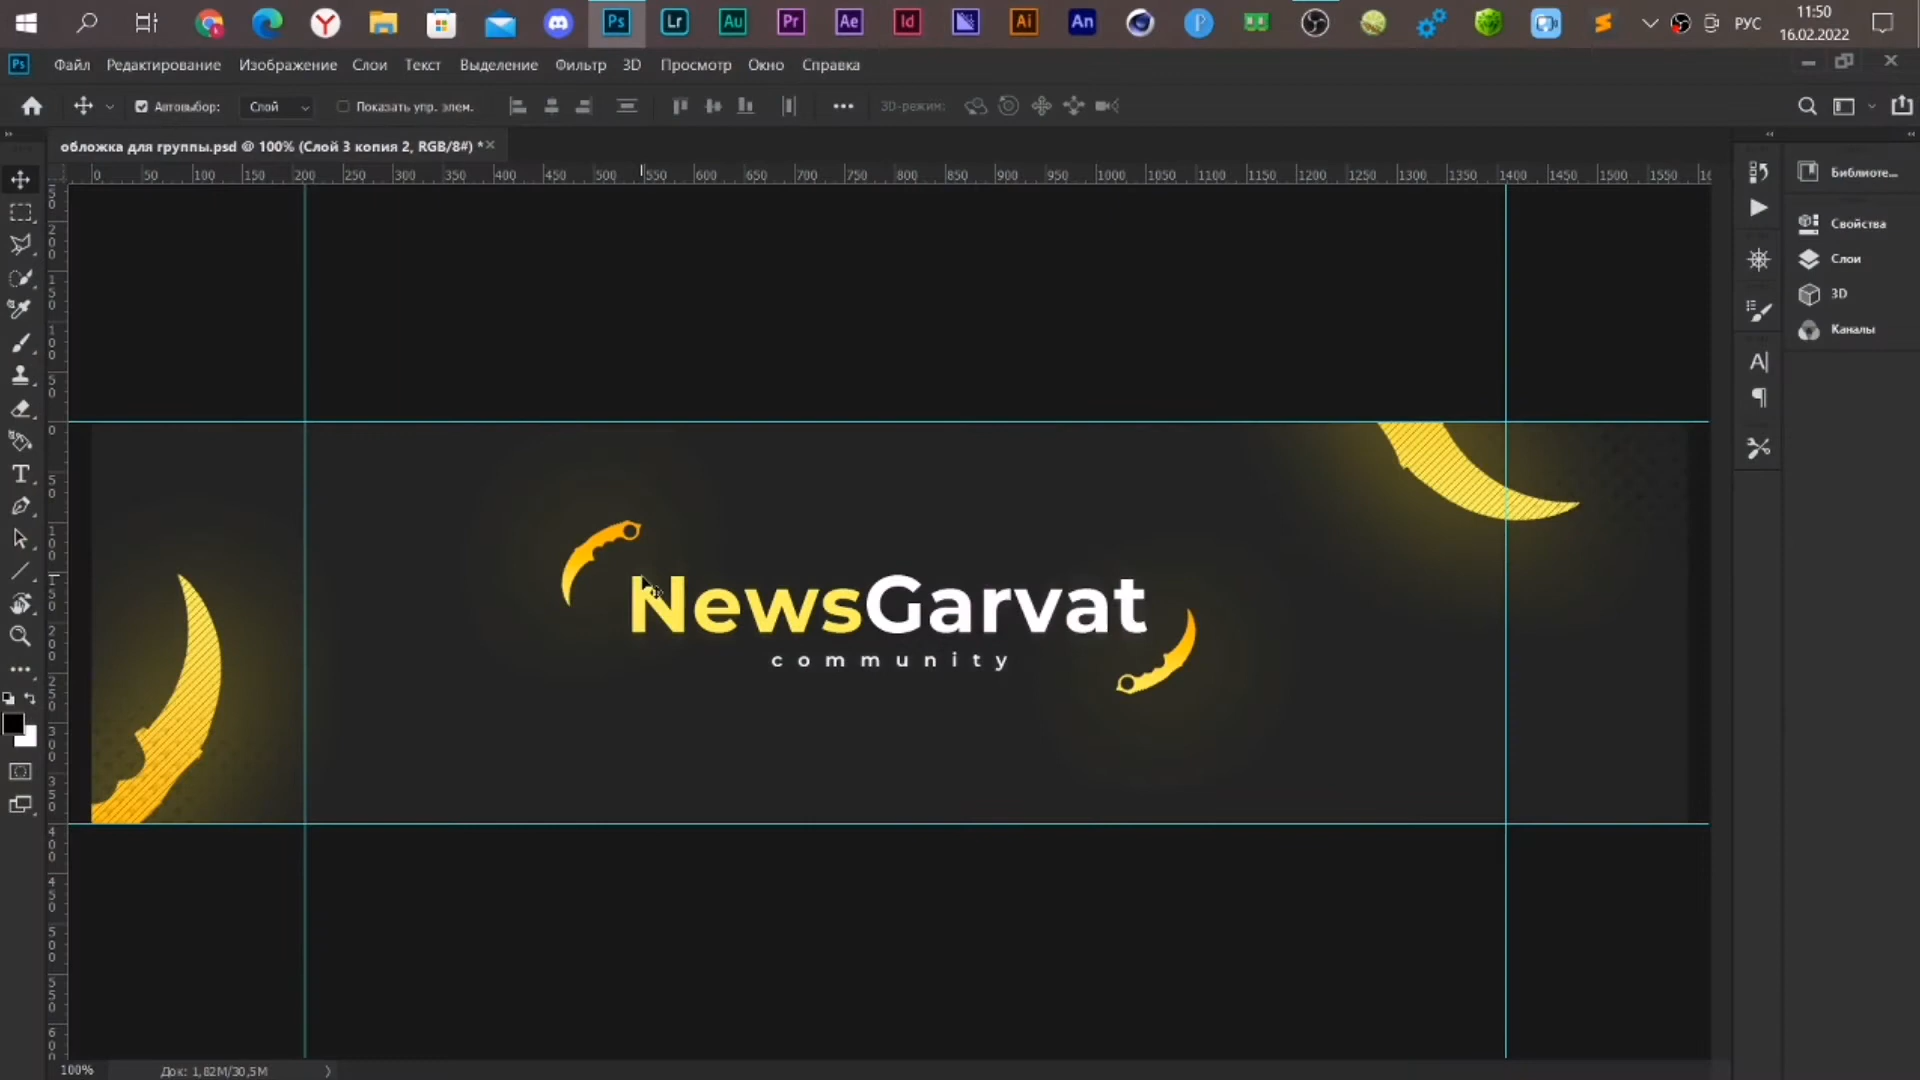 РУС
11:50
16.02.2022
Файл Редактирование Изображение Слои Текст Выделение Фильтр 3D Просмотр Окно Справка
Автовыбор: Слой Показать упр. элем. 3D-режим:
обложка для группы.psd @ 100% (Слой 3 копия 2, RGB/8#) *
0 50 100 150 200 250 300 350 400 450 500 550 600 650 700 750 800 850 900 950 1000 1050 1100 1150 1200 1250 1300 1350 1400 1450 1500 1550
Библиоте...
Свойства
Слои
3D
Каналы
NewsGarvat
community
100% Док: 1,82M/30,5M